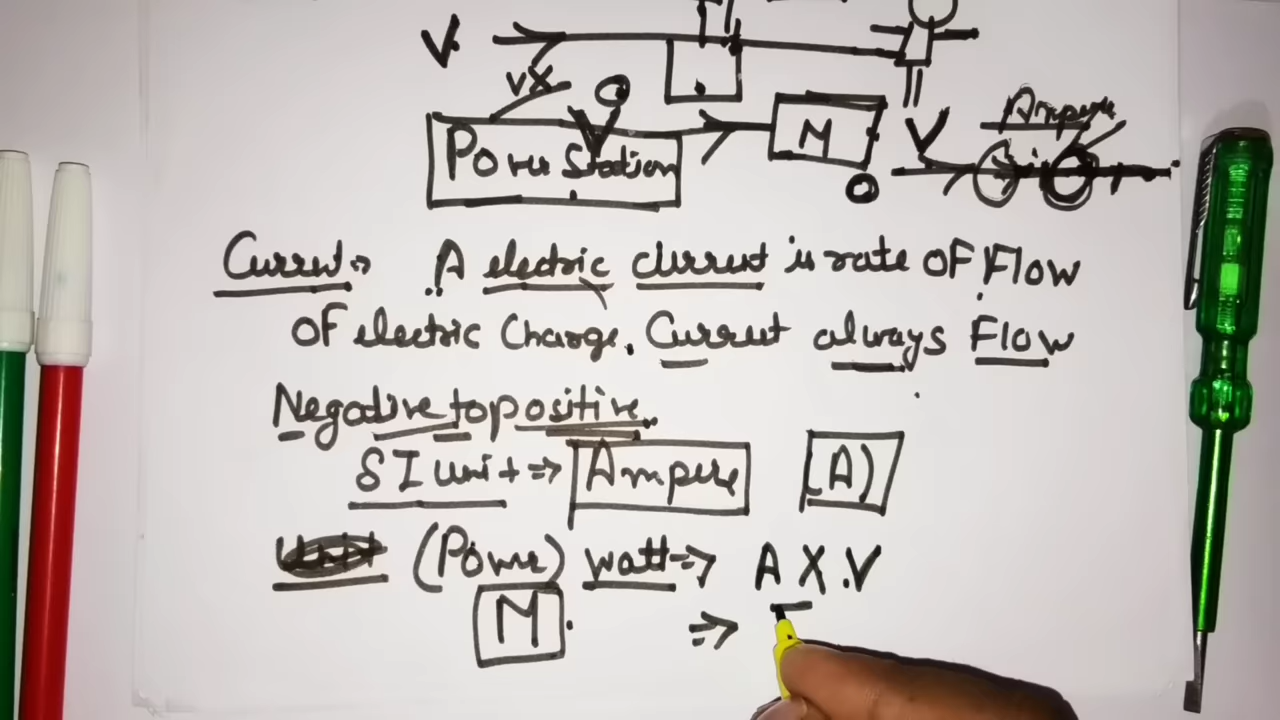 V.
VX
Power Station
V
M
V
Ampere
Current
A electric current is rate of Flow
of electric Charge. Current always Flow
Negative to positive.
SI unit ⇒ Ampere (A)
Unit (Power) watt ⇒ A X .V
M. ⇒